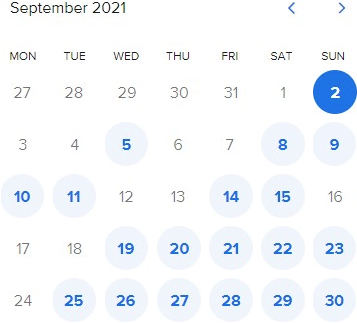 September 2021
MON TUE WED THU FRI SAT SUN
27 28 29 30 31 1 2
3 4 5 6 7 8 9
10 11 12 13 14 15 16
17 18 19 20 21 22 23
24 25 26 27 28 29 30